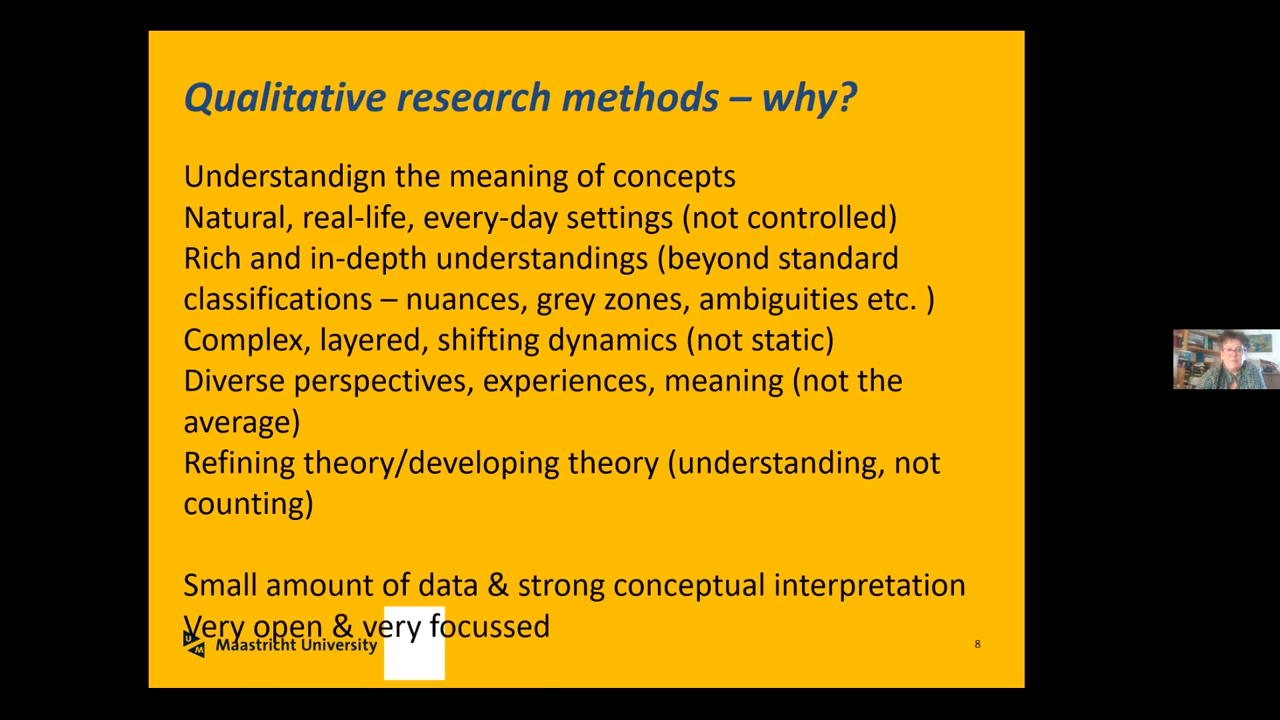 Qualitative research methods – why?
Understandign the meaning of concepts
Natural, real-life, every-day settings (not controlled)
Rich and in-depth understandings (beyond standard
classifications – nuances, grey zones, ambiguities etc. )
Complex, layered, shifting dynamics (not static)
Diverse perspectives, experiences, meaning (not the
average)
Refining theory/developing theory (understanding, not
counting)
Small amount of data & strong conceptual interpretation
Very open & very focussed
UM Maastricht University
8